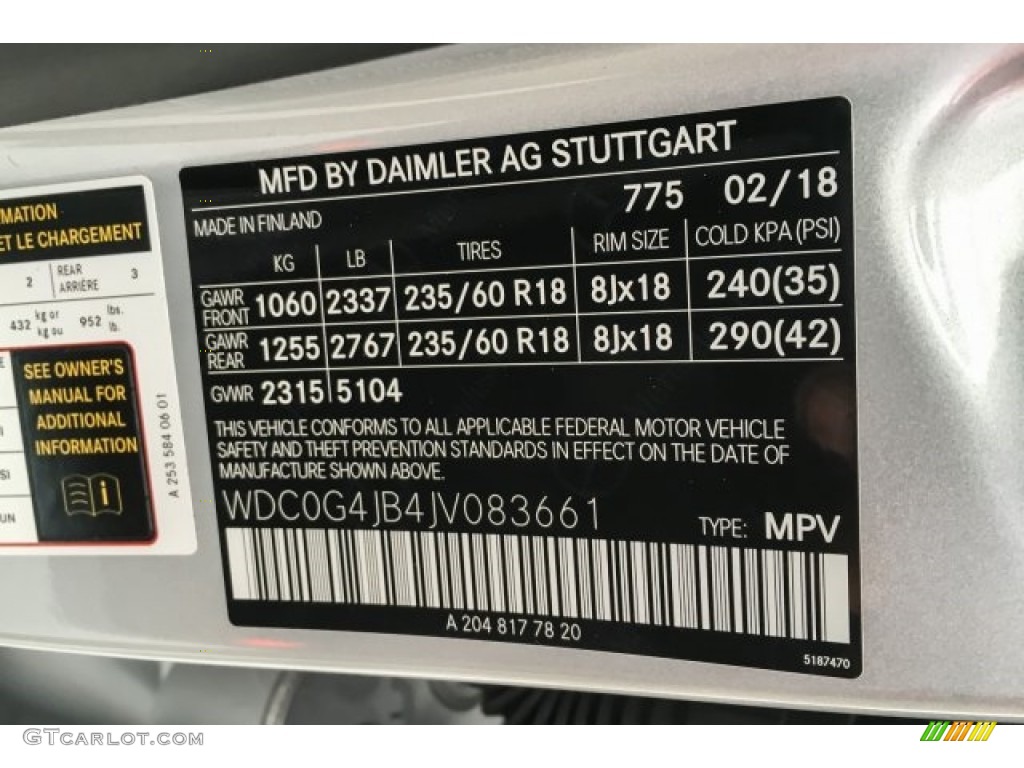 MFD BY DAIMLER AG STUTTGART
MADE IN FINLAND 775 02/18
KG LB TIRES RIM SIZE COLD KPA (PSI)
GAWR FRONT 1060 2337 235/60 R18 8Jx18 240(35)
GAWR REAR 1255 2767 235/60 R18 8Jx18 290(42)
GVWR 2315 5104
THIS VEHICLE CONFORMS TO ALL APPLICABLE FEDERAL MOTOR VEHICLE
SAFETY AND THEFT PREVENTION STANDARDS IN EFFECT ON THE DATE OF
MANUFACTURE SHOWN ABOVE.
WDC0G4JB4JV083661 TYPE: MPV
A 204 817 78 20
5187470
ET LE CHARGEMENT
2 REAR 3
ARRIÈRE
432 kg or 952 lbs.
kg ou lb.
SEE OWNER'S
MANUAL FOR
ADDITIONAL
INFORMATION
i
A 253 584 06 01
GTcarlot.com